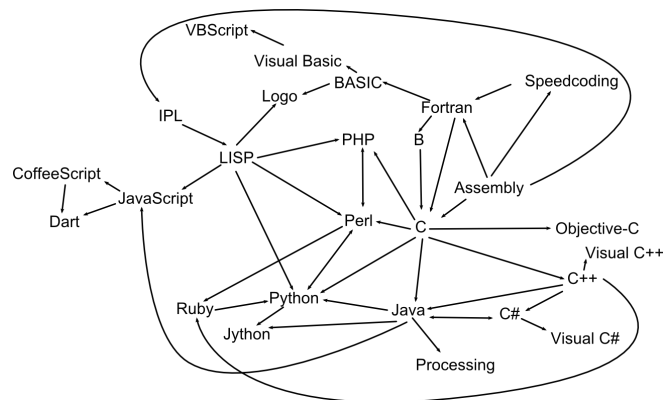 VBScript
Visual Basic
BASIC
Speedcoding
Logo
Fortran
IPL
PHP
B
LISP
CoffeeScript
JavaScript
Assembly
Dart
Perl
C
Objective-C
Visual C++
C++
Python
Ruby
Java
C#
Jython
Visual C#
Processing